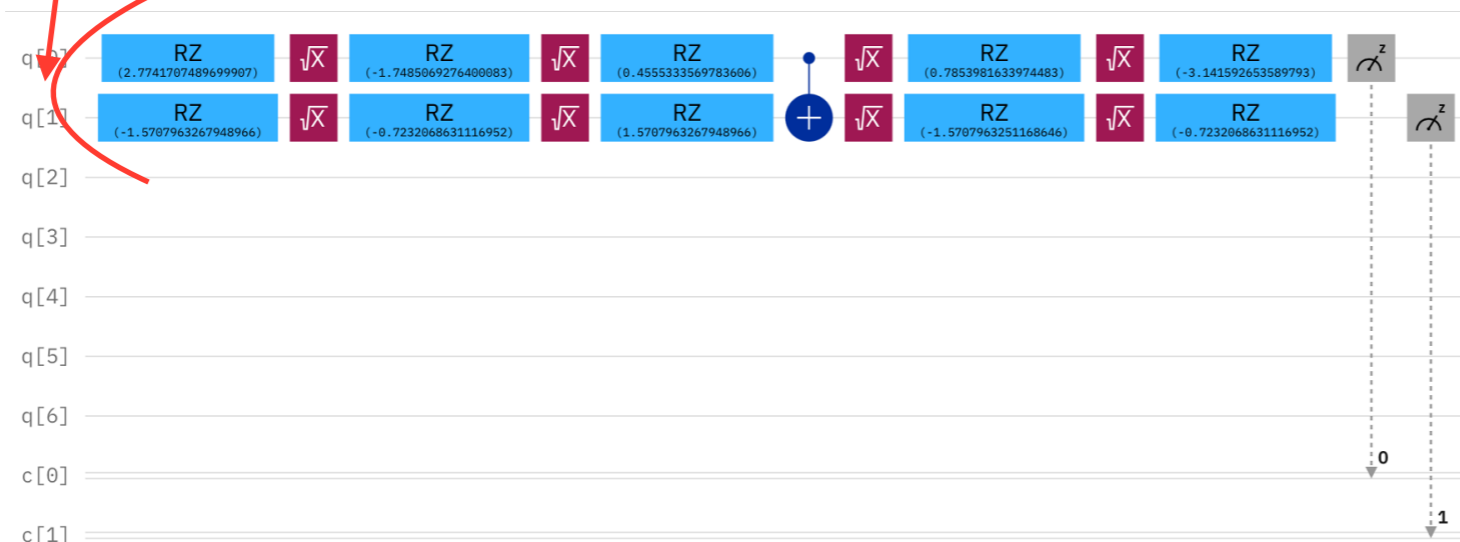 RZ √X RZ √X RZ √X RZ √X RZ z
q[0] (2.7741707489699907) (-1.7485069276400083) (0.4555333569783606) (0.7853981633974483) (-3.141592653589793)
RZ √X RZ √X RZ + √X RZ √X RZ z
q[1] (-1.5707963267948966) (-0.7232068631116952) (1.5707963267948966) (-1.5707963251168646) (-0.7232068631116952)
q[2]
q[3]
q[4]
q[5]
q[6]
0
c[0]
1
c[1]